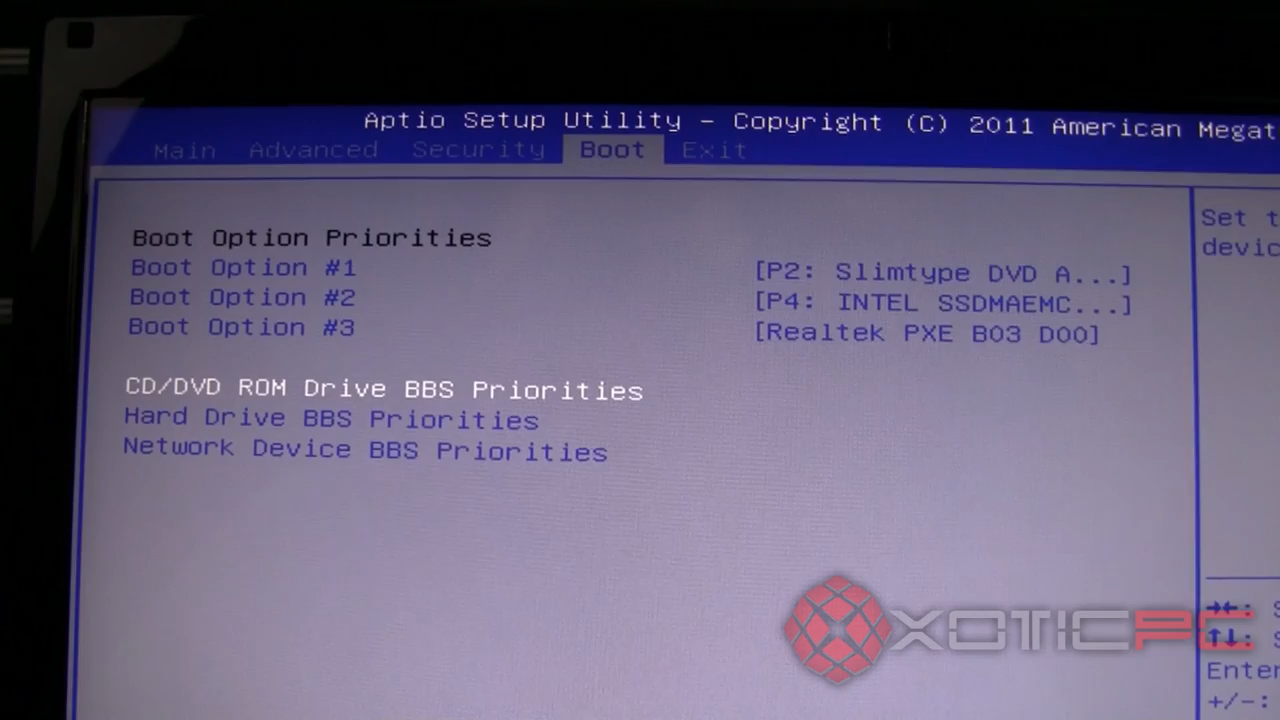 Aptio Setup Utility - Copyright (C) 2011 American Megat
Main Advanced Security Boot Exit
Boot Option Priorities
Boot Option #1 [P2: Slimtype DVD A...]
Boot Option #2 [P4: INTEL SSDMAEMC...]
Boot Option #3 [Realtek PXE B03 D00]
CD/DVD ROM Drive BBS Priorities
Hard Drive BBS Priorities
Network Device BBS Priorities
Set t
devic
→←: S
↑↓: S
Enter
+/-:
XOTICPC